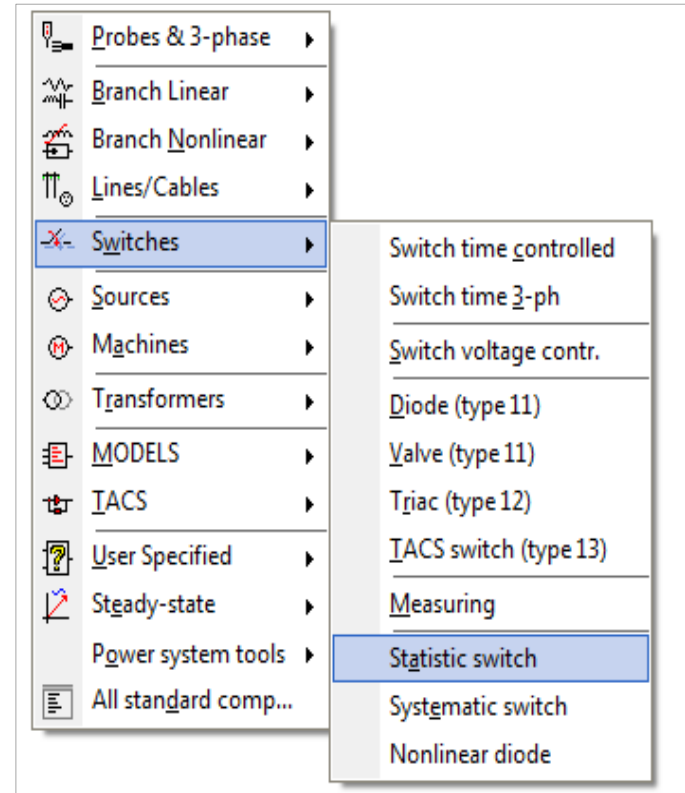 Probes & 3-phase
Branch Linear
Branch Nonlinear
Lines/Cables
Switches
Sources
Machines
Transformers
MODELS
TACS
User Specified
Steady-state
Power system tools
All standard comp...
Switch time controlled
Switch time 3-ph
Switch voltage contr.
Diode (type 11)
Valve (type 11)
Triac (type 12)
TACS switch (type 13)
Measuring
Statistic switch
Systematic switch
Nonlinear diode